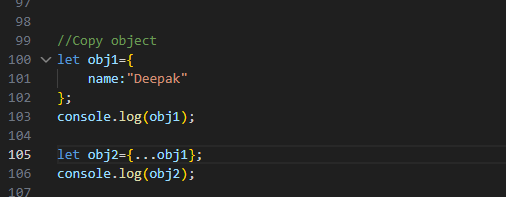 97
98
99 //Copy object
100 let obj1={
101 name:"Deepak"
102 };
103 console.log(obj1);
104
105 let obj2={...obj1};
106 console.log(obj2);
107